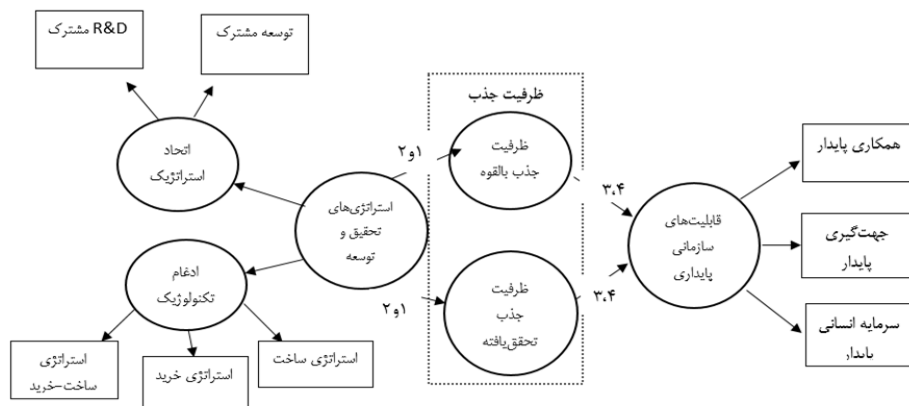 R&D مشترک
توسعه مشترک
اتحاد
استراتژیک
استراتژی‌های
تحقیق و
توسعه
ادغام
تکنولوژیک
استراتژی
ساخت-خرید
استراتژی خرید
استراتژی ساخت
۱و۲
۱و۲
ظرفیت جذب
ظرفیت
جذب بالقوه
ظرفیت
جذب
تحقق‌یافته
۳،۴
۳،۴
قابلیت‌های
سازمانی
پایداری
همکاری پایدار
جهت‌گیری
پایدار
سرمایه انسانی
پایدار